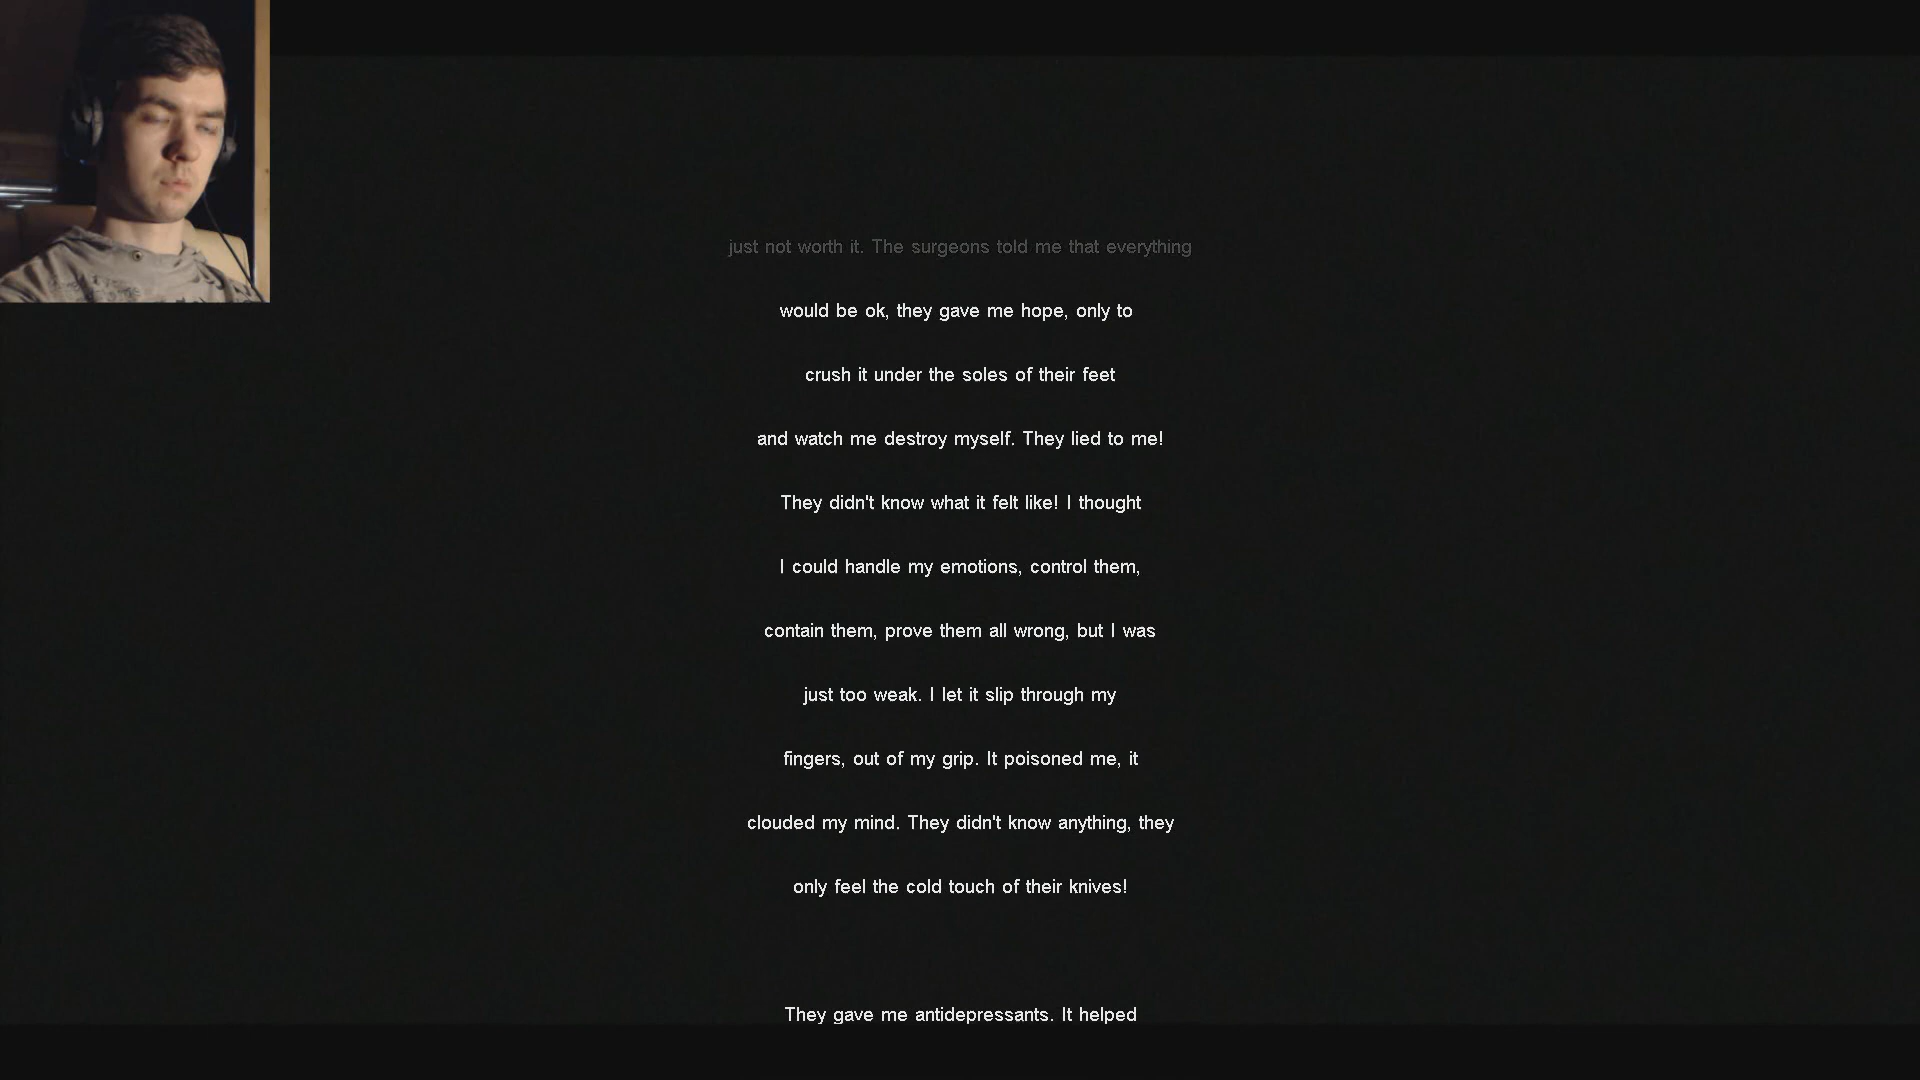 just not worth it. The surgeons told me that everything
would be ok, they gave me hope, only to
crush it under the soles of their feet
and watch me destroy myself. They lied to me!
They didn't know what it felt like! I thought
I could handle my emotions, control them,
contain them, prove them all wrong, but I was
just too weak. I let it slip through my
fingers, out of my grip. It poisoned me, it
clouded my mind. They didn't know anything, they
only feel the cold touch of their knives!
They gave me antidepressants. It helped